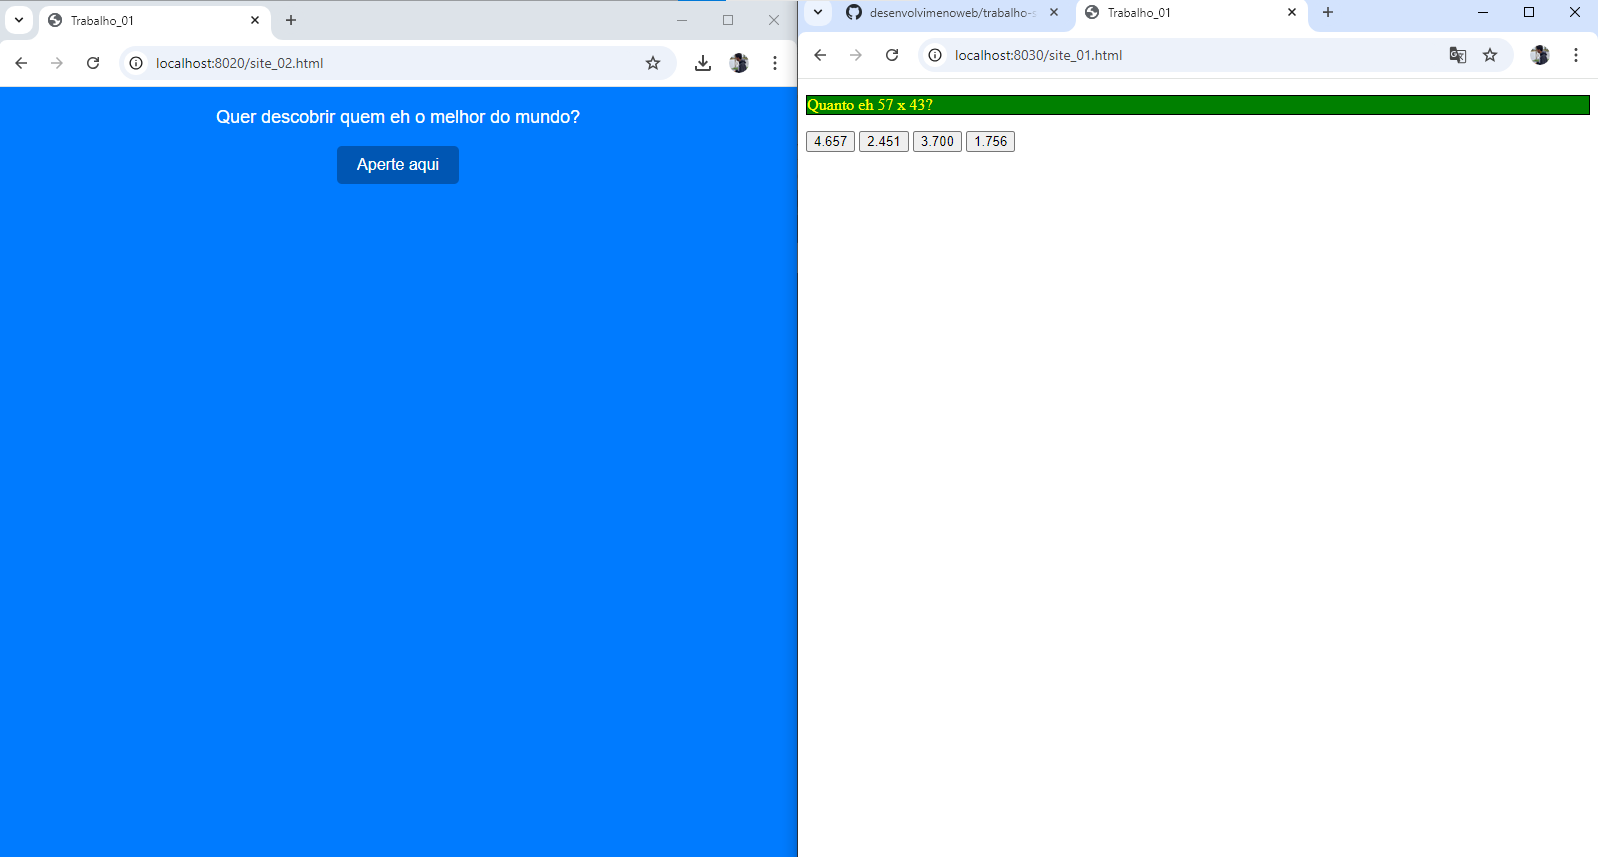 Trabalho_01
localhost:8020/site_02.html
Quer descobrir quem eh o melhor do mundo?
Aperte aqui
desenvolvimenoweb/trabalho-s
Trabalho_01
localhost:8030/site_01.html
Quanto eh 57 x 43?
4.657 2.451 3.700 1.756